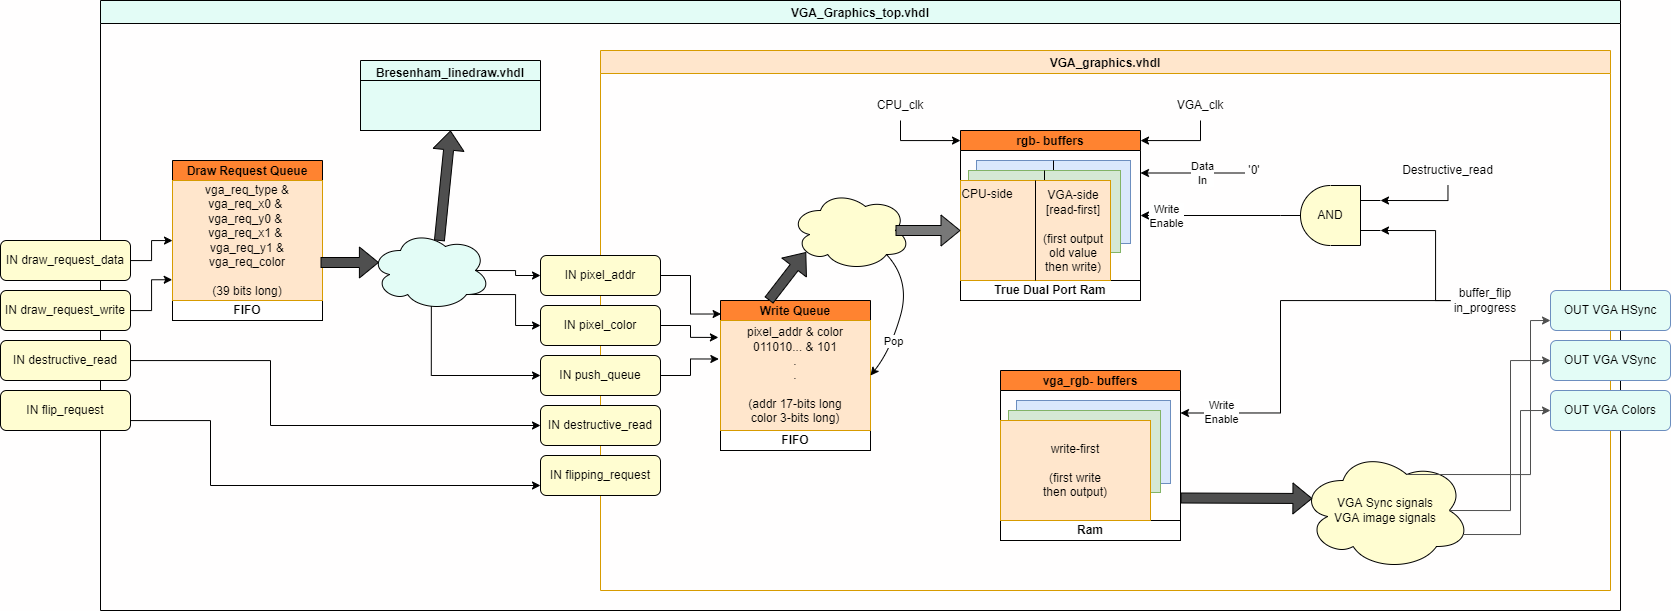 VGA_Graphics_top.vhdl
VGA_graphics.vhdl
Bresenham_linedraw.vhdl
Draw Request Queue
vga_req_type &
vga_req_x0 &
vga_req_y0 &
vga_req_x1 &
vga_req_y1 &
vga_req_color
(39 bits long)
FIFO
IN draw_request_data
IN draw_request_write
IN destructive_read
IN flip_request
IN pixel_addr
IN pixel_color
IN push_queue
IN destructive_read
IN flipping_request
Write Queue
pixel_addr & color
011010... & 101
.
.
(addr 17-bits long
color 3-bits long)
FIFO
Pop
CPU_clk
VGA_clk
rgb- buffers
CPU-side
VGA-side
[read-first]
(first output
old value
then write)
True Dual Port Ram
Data
In
'0'
Write
Enable
AND
Destructive_read
buffer_flip
in_progress
vga_rgb- buffers
write-first
(first write
then output)
Ram
Write
Enable
VGA Sync signals
VGA image signals
OUT VGA HSync
OUT VGA VSync
OUT VGA Colors